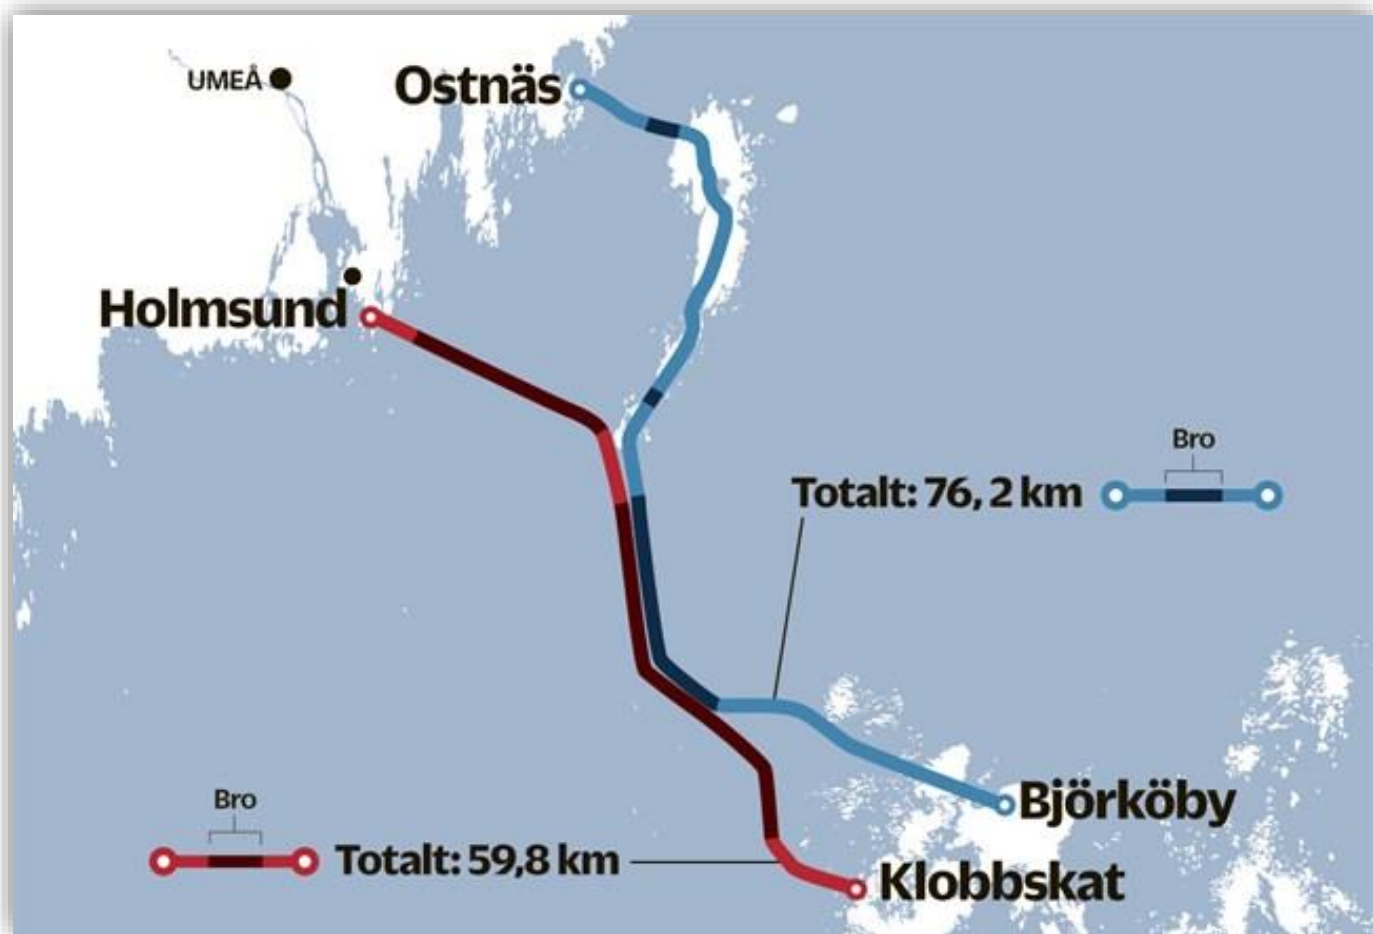 UMEÅ
Ostnäs
Holmsund
Bro
Totalt: 76, 2 km
Björköby
Bro
Totalt: 59,8 km
Klobbskat